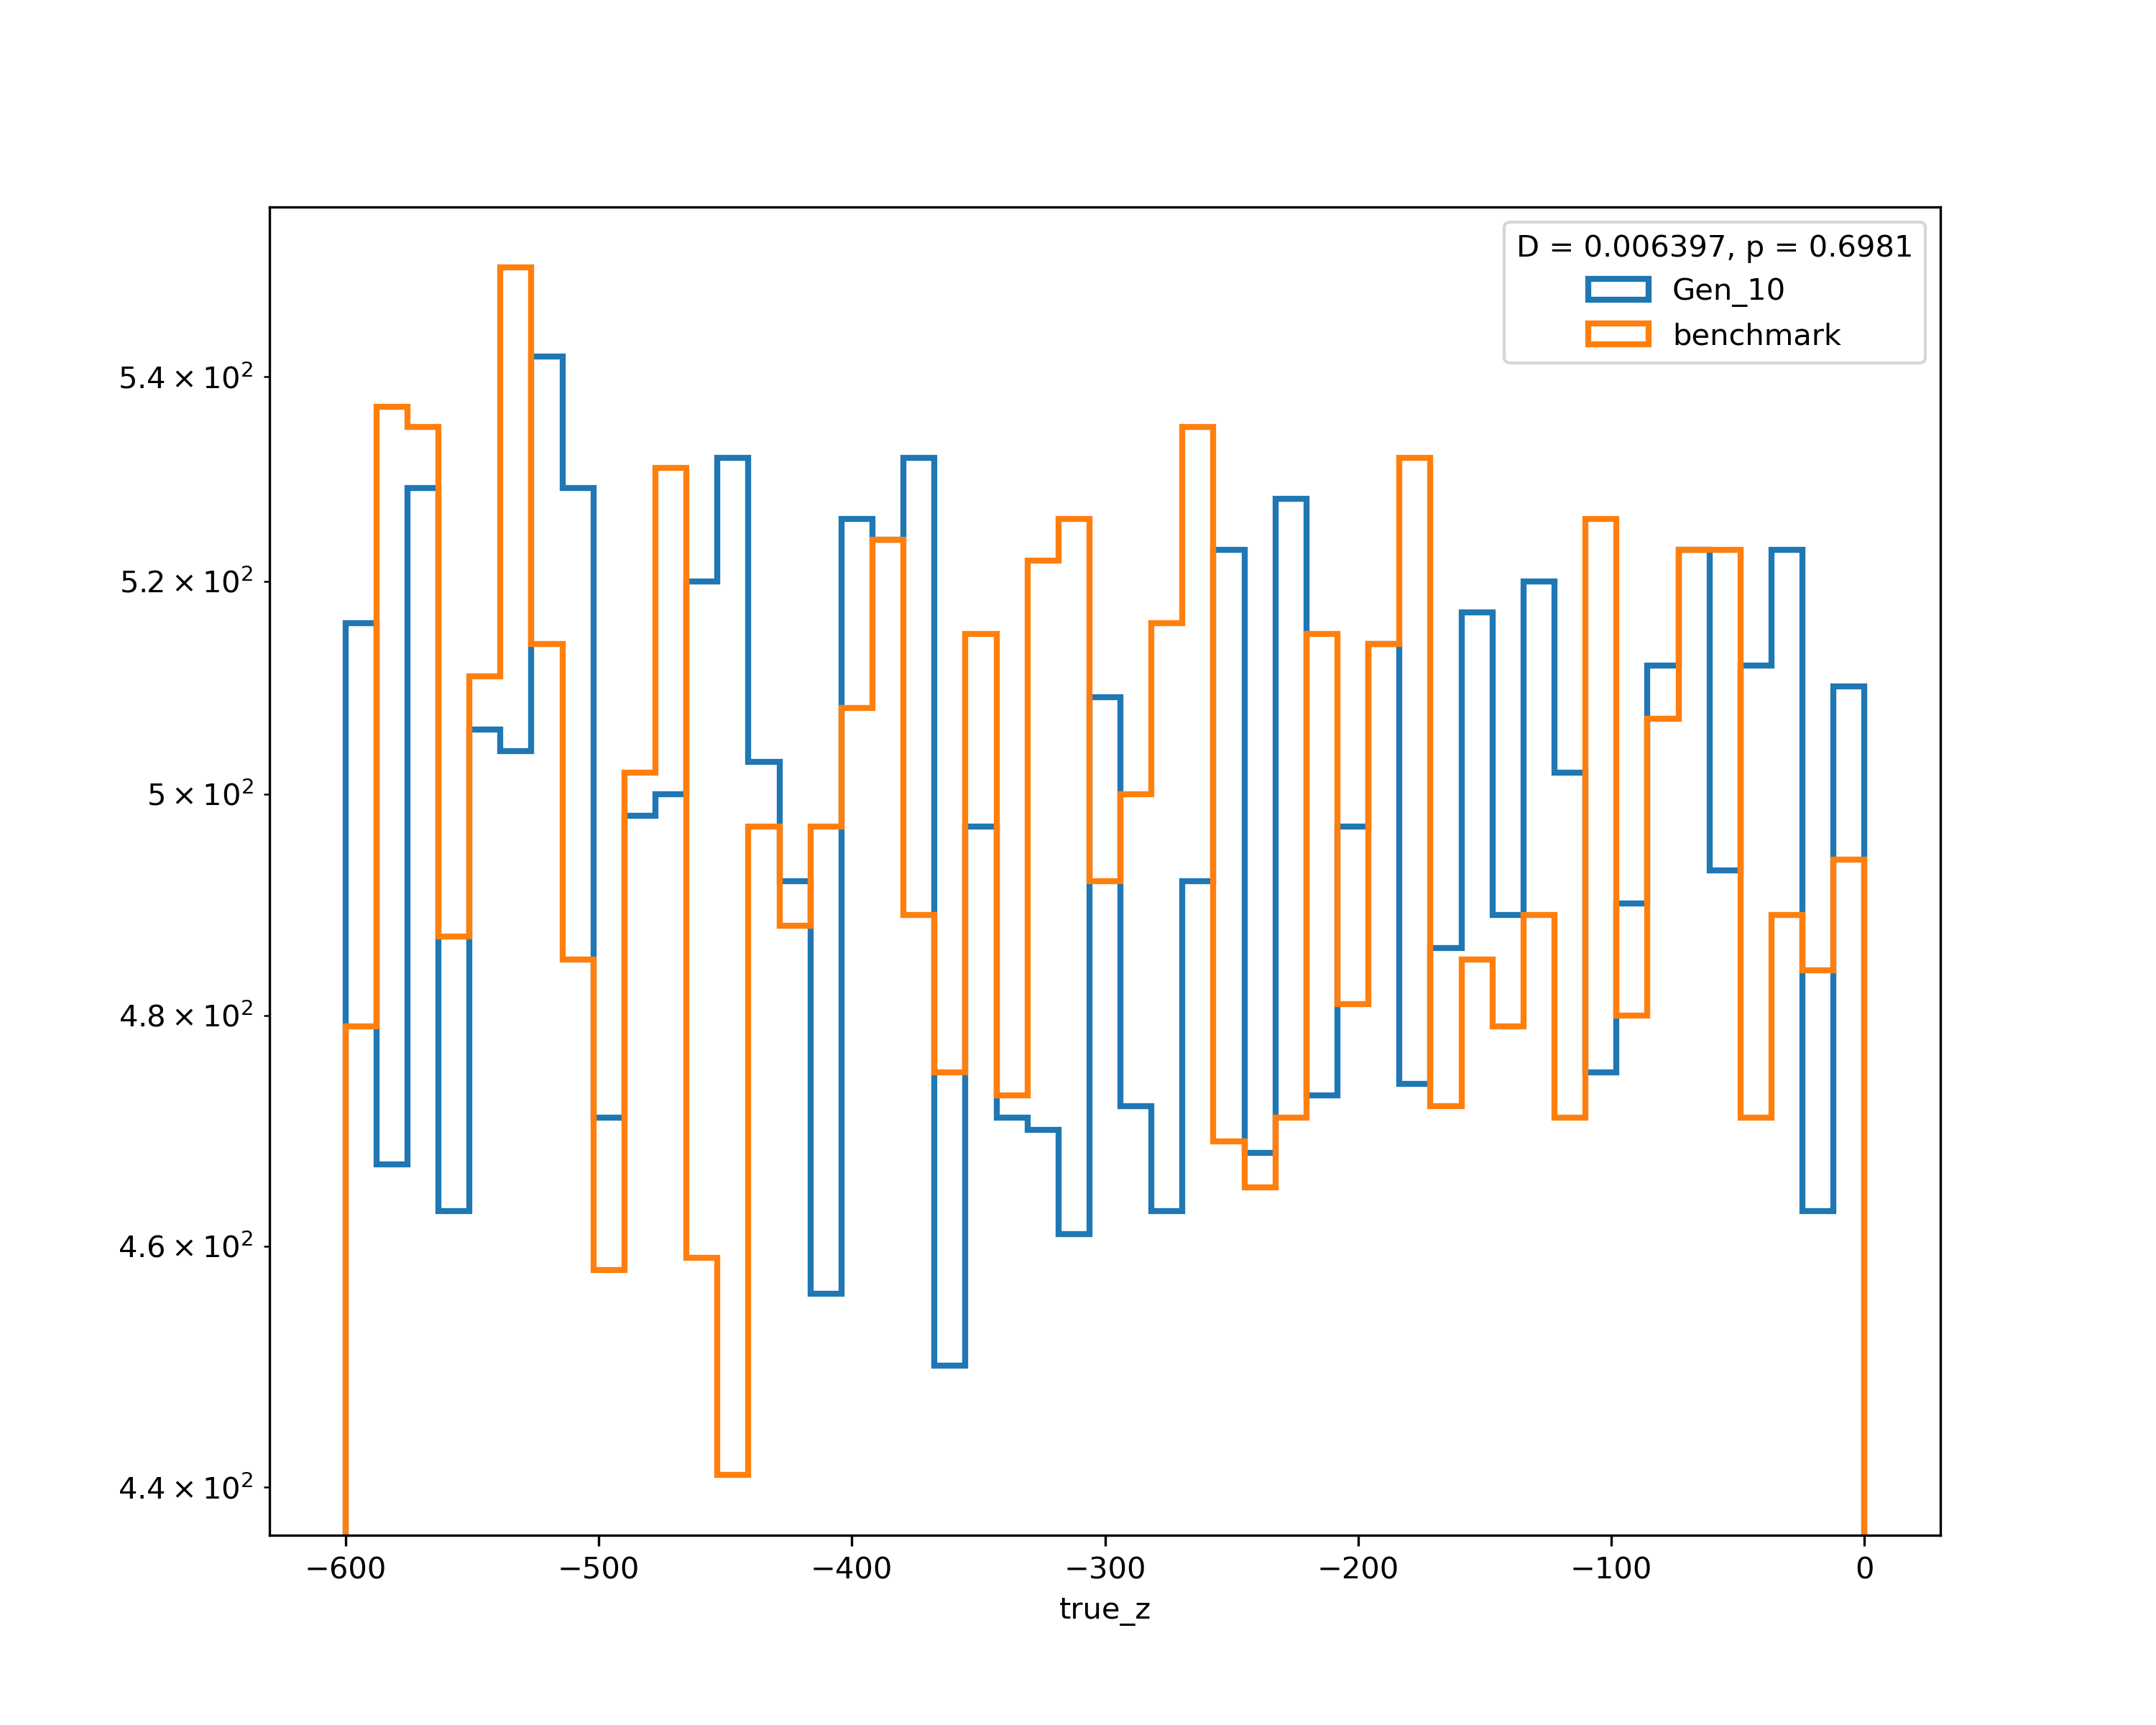 D = 0.006397, p = 0.6981
Gen_10
benchmark
5.4 × 10²
5.2 × 10²
5 × 10²
4.8 × 10²
4.6 × 10²
4.4 × 10²
−600 −500 −400 −300 −200 −100 0
true_z